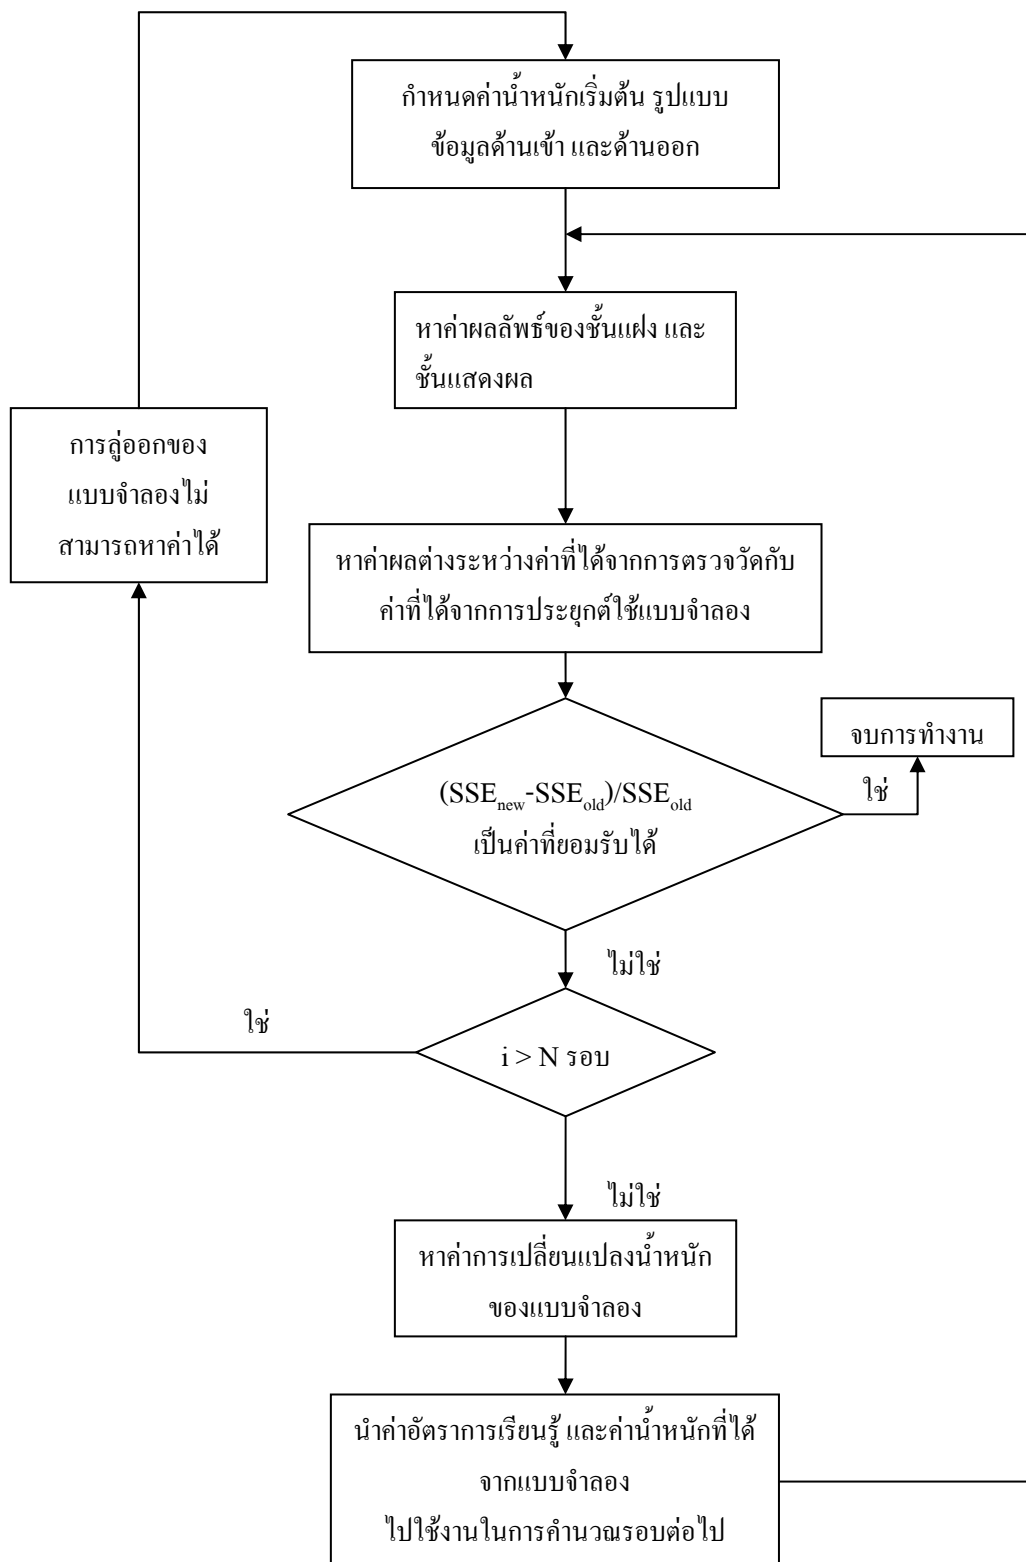 กำหนดค่าน้ำหนักเริ่มต้น รูปแบบ
ข้อมูลด้านเข้า และด้านออก
หาค่าผลลัพธ์ของชั้นแฝง และ
ชั้นแสดงผล
การลู่ออกของ
แบบจำลองไม่
สามารถหาค่าได้
หาค่าผลต่างระหว่างค่าที่ได้จากการตรวจวัดกับ
ค่าที่ได้จากการประยุกต์ใช้แบบจำลอง
จบการทำงาน
(SSEnew-SSEold)/SSEold
เป็นค่าที่ยอมรับได้
ใช่
ไม่ใช่
ใช่
i > N รอบ
ไม่ใช่
หาค่าการเปลี่ยนแปลงน้ำหนัก
ของแบบจำลอง
นำค่าอัตราการเรียนรู้ และค่าน้ำหนักที่ได้
จากแบบจำลอง
ไปใช้งานในการคำนวณรอบต่อไป